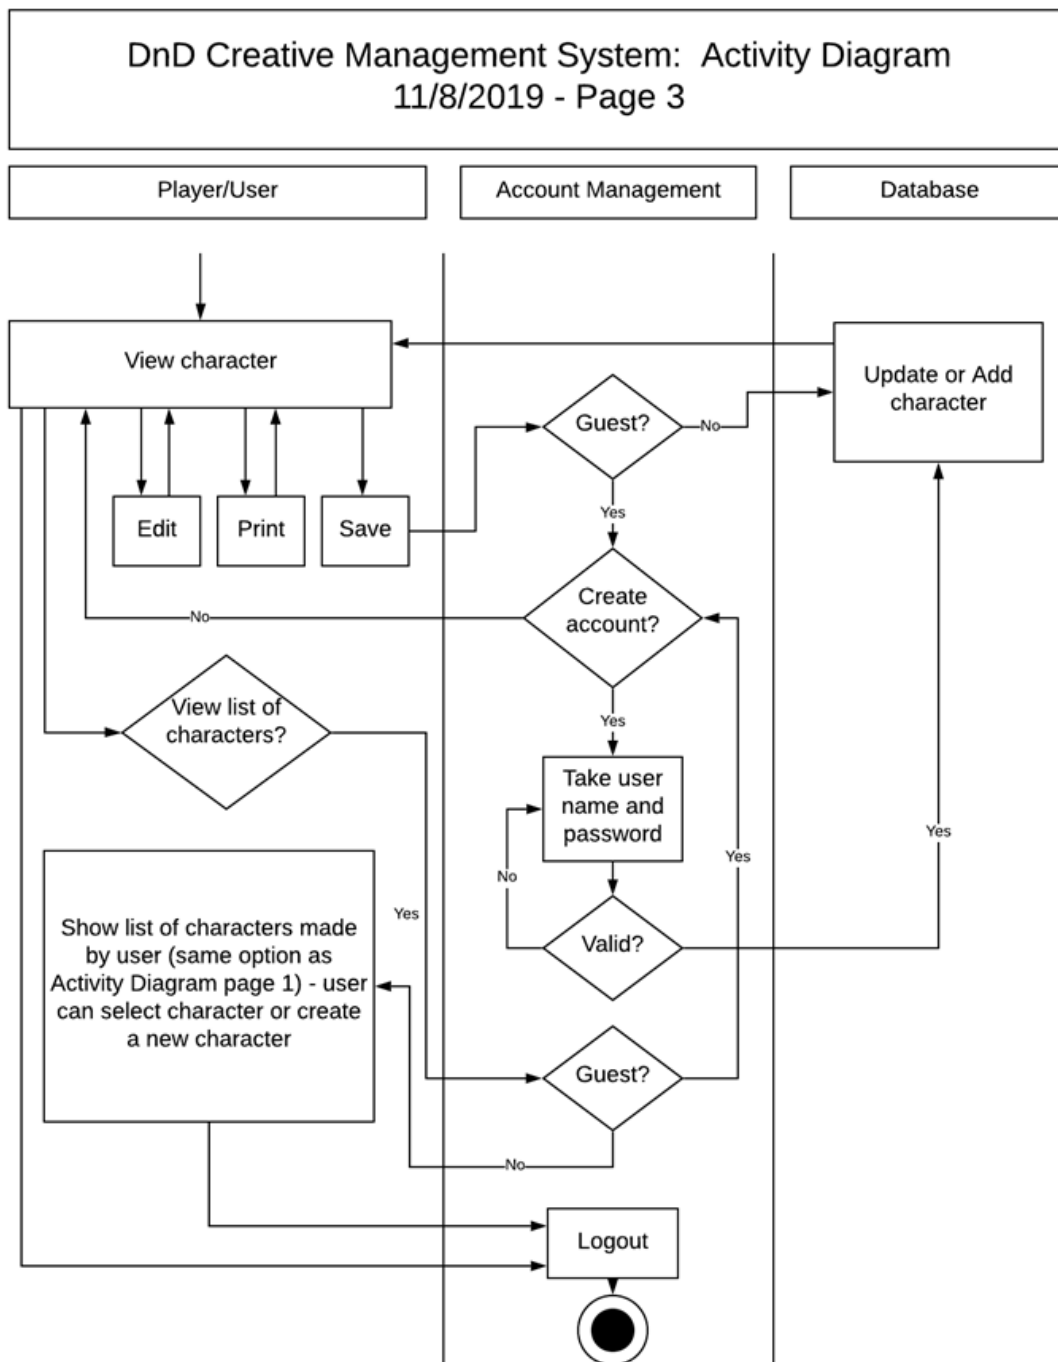 DnD Creative Management System:  Activity Diagram
11/8/2019 - Page 3
Player/User
Account Management
Database
View character
Update or Add
character
Guest?
No
Edit
Print
Save
Yes
Create
account?
No
View list of
characters?
Yes
Take user
name and
password
Yes
Yes
No
Yes
Show list of characters made
by user (same option as
Activity Diagram page 1) - user
can select character or create
a new character
Valid?
Guest?
No
Logout